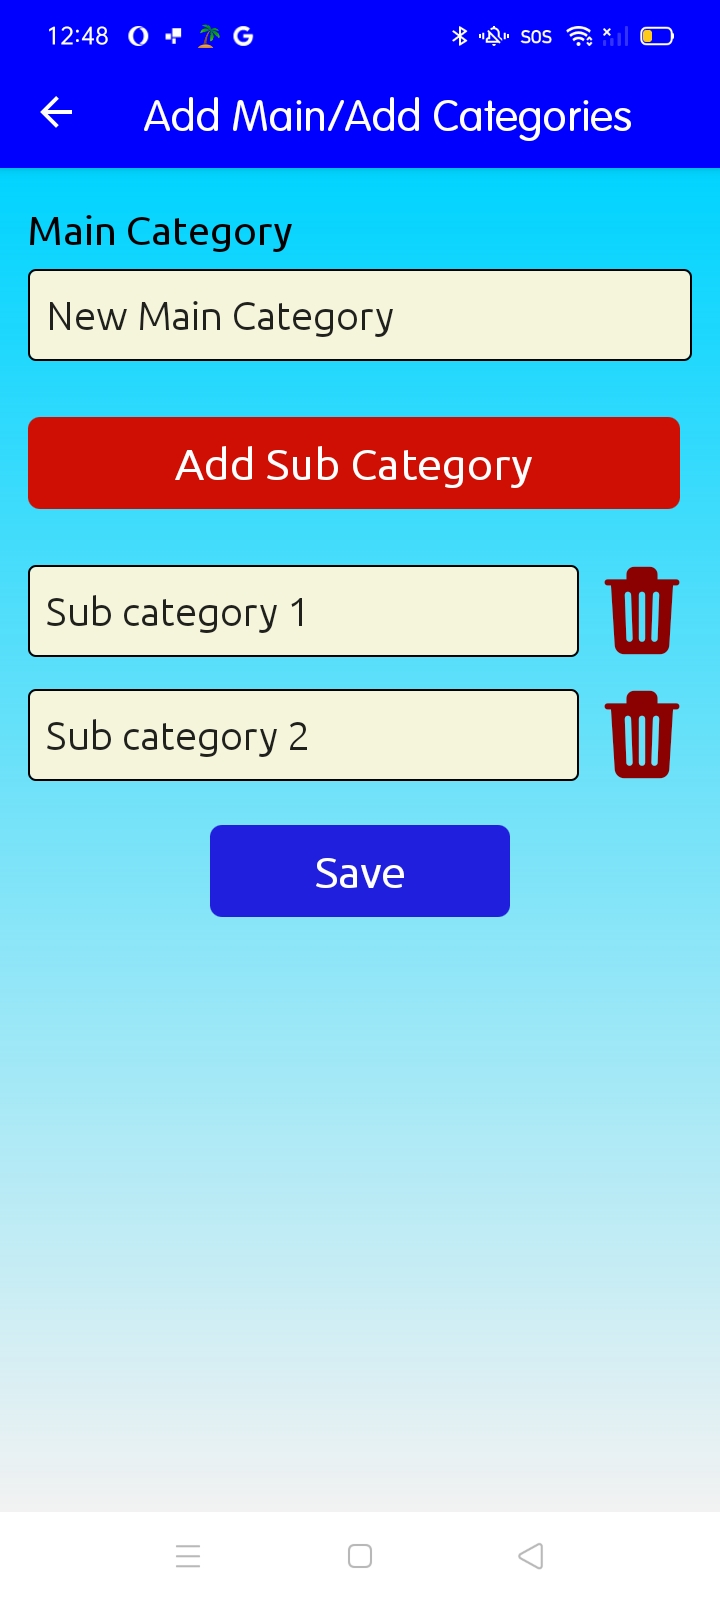 12:48 SOS
Add Main/Add Categories
Main Category
New Main Category
Add Sub Category
Sub category 1
Sub category 2
Save